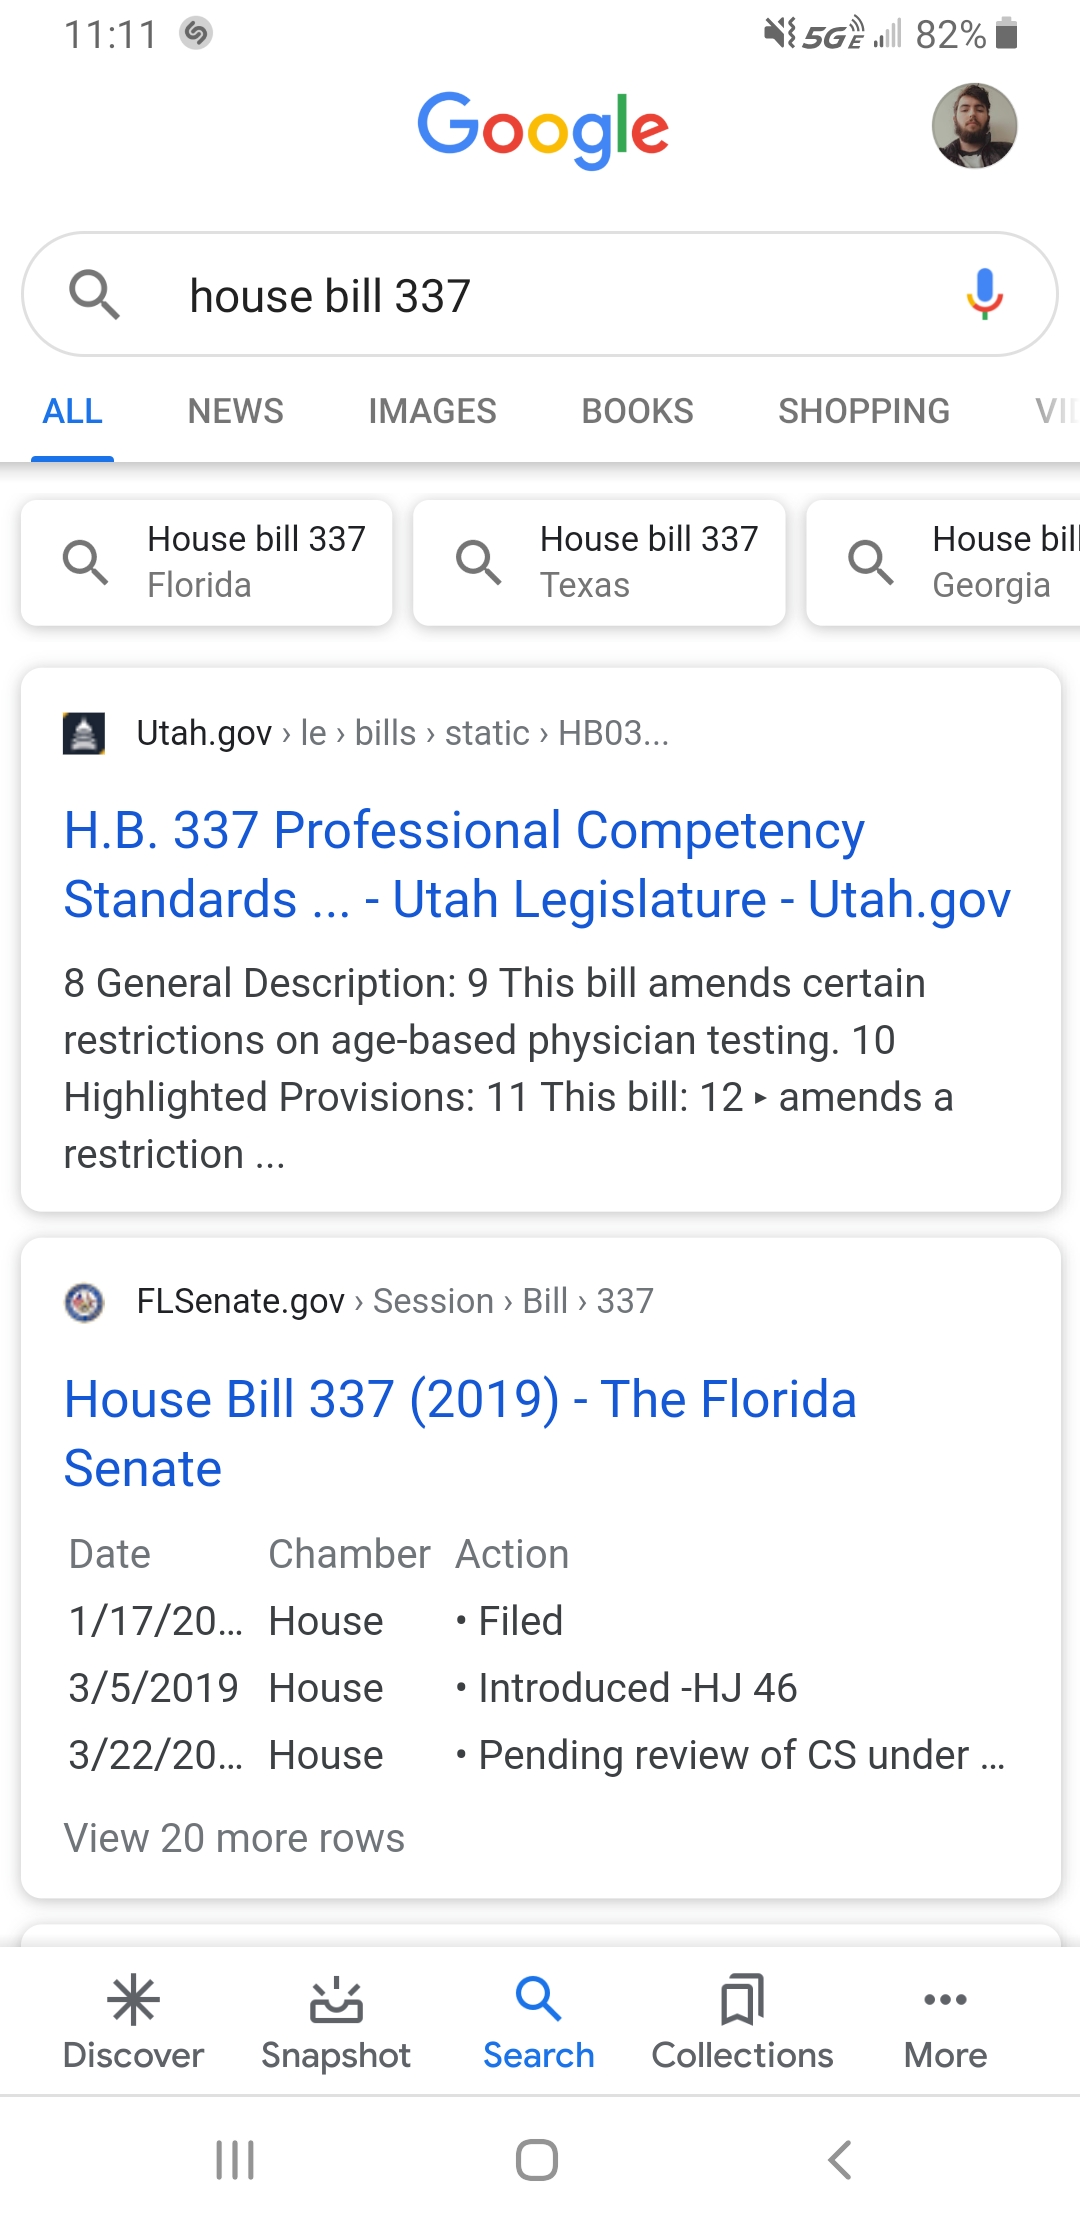 11:11 5GE 82%
Google
house bill 337
ALL NEWS IMAGES BOOKS SHOPPING
House bill 337 House bill 337 House bill
Florida Texas Georgia
Utah.gov › le › bills › static › HB03...
H.B. 337 Professional Competency
Standards ... - Utah Legislature - Utah.gov
8 General Description: 9 This bill amends certain
restrictions on age-based physician testing. 10
Highlighted Provisions: 11 This bill: 12 ▸ amends a
restriction ...
FLSenate.gov › Session › Bill › 337
House Bill 337 (2019) - The Florida
Senate
Date Chamber Action
1/17/20... House • Filed
3/5/2019 House • Introduced -HJ 46
3/22/20... House • Pending review of CS under ...
View 20 more rows
Discover Snapshot Search Collections More